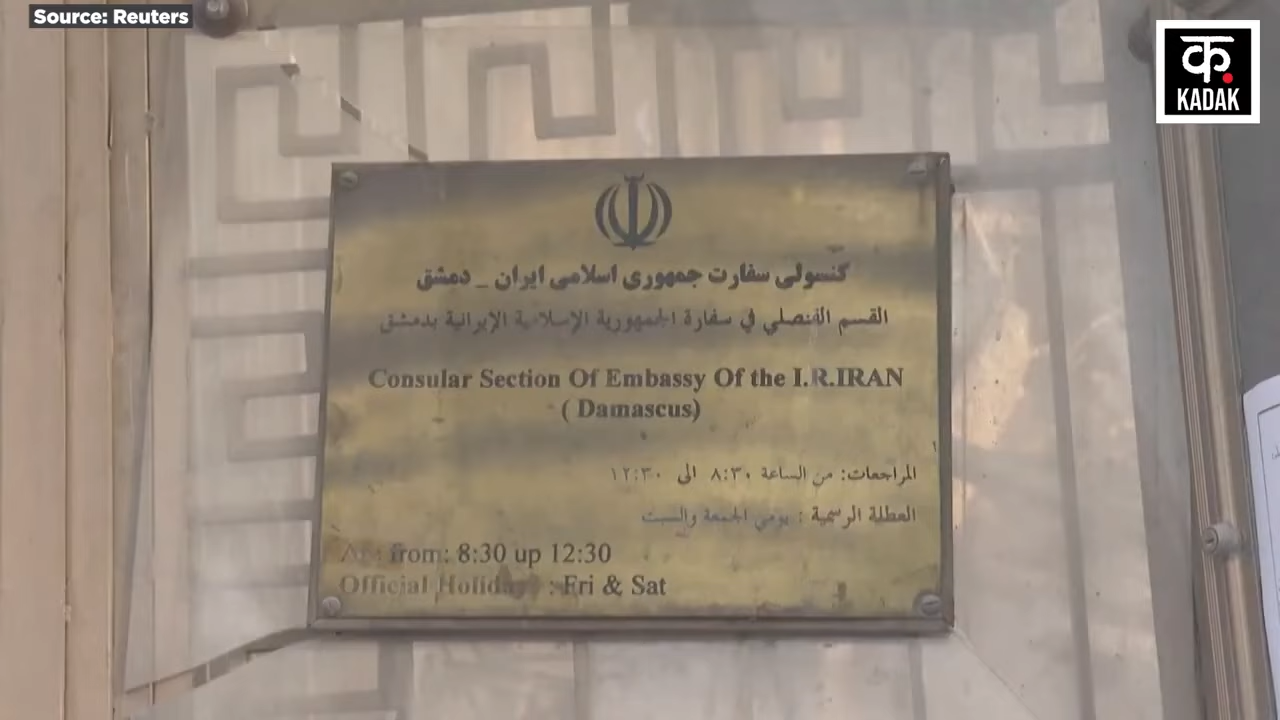 Source: Reuters
क.
KADAK
کنسولی سفارت جمهوری اسلامی ایران _ دمشق
القسم القنصلي في سفارة الجمهورية الإسلامية الإيرانية بدمشق
Consular Section Of Embassy Of the I.R.IRAN
( Damascus)
المراجعات: من الساعة ٨:٣٠ الى ١٢:٣٠
العطلة الرسمية : يومي الجمعة والسبت
from: 8:30 up 12:30
Official Holidays : Fri & Sat